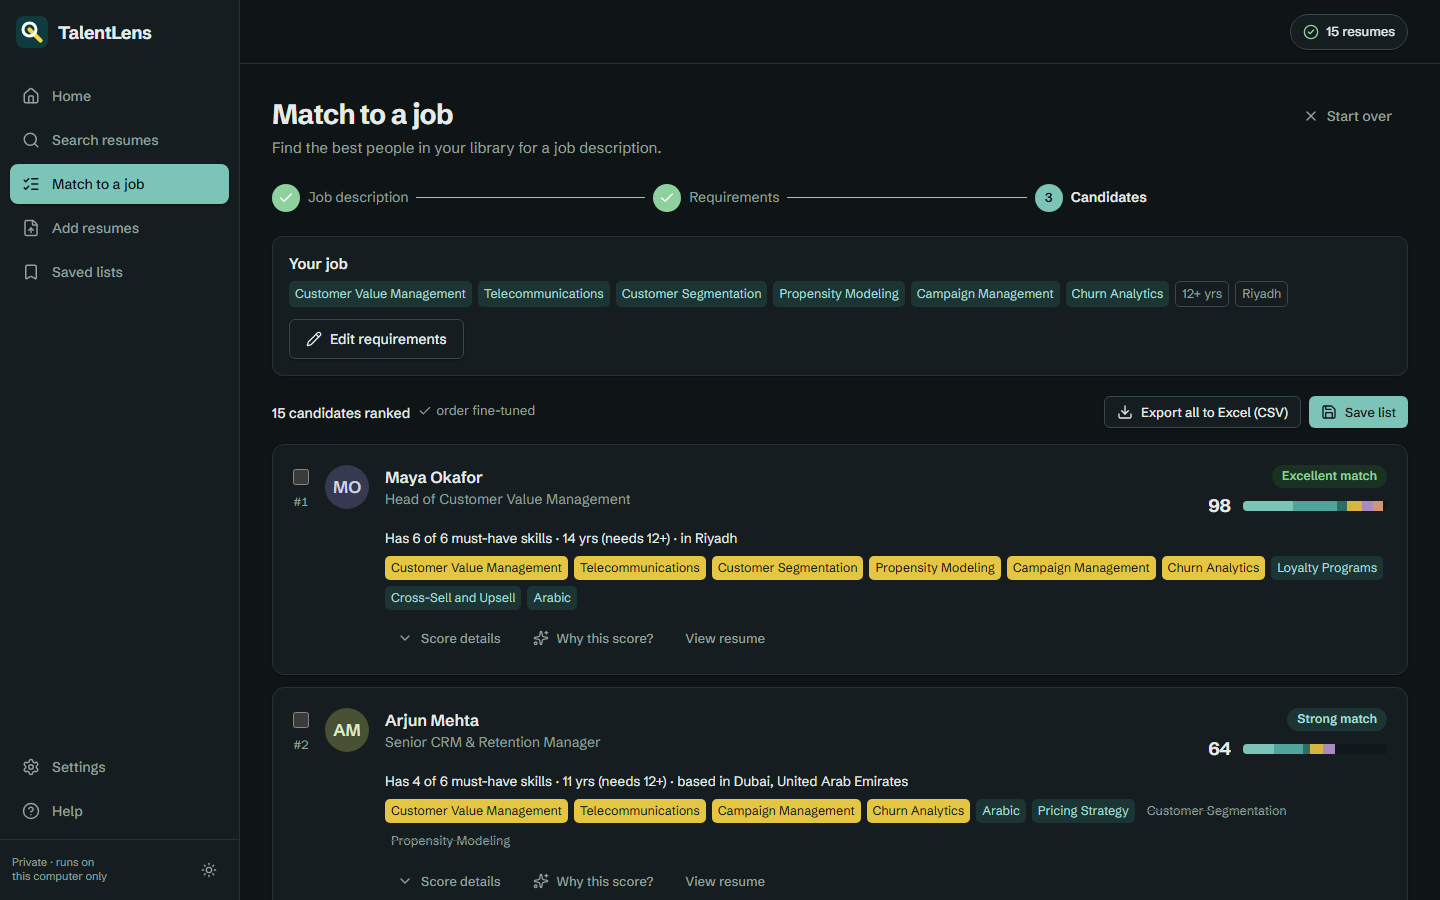 TalentLens
15 resumes
Home
Search resumes
Match to a job
Add resumes
Saved lists
Settings
Help
Private · runs on
this computer only
Match to a job
Start over
Find the best people in your library for a job description.
Job description
Requirements
3 Candidates
Your job
Customer Value Management Telecommunications Customer Segmentation Propensity Modeling Campaign Management Churn Analytics 12+ yrs Riyadh
Edit requirements
15 candidates ranked order fine-tuned
Export all to Excel (CSV) Save list
#1
MO
Maya Okafor
Head of Customer Value Management
Excellent match
98
Has 6 of 6 must-have skills · 14 yrs (needs 12+) · in Riyadh
Customer Value Management Telecommunications Customer Segmentation Propensity Modeling Campaign Management Churn Analytics Loyalty Programs
Cross-Sell and Upsell Arabic
Score details Why this score? View resume
#2
AM
Arjun Mehta
Senior CRM & Retention Manager
Strong match
64
Has 4 of 6 must-have skills · 11 yrs (needs 12+) · based in Dubai, United Arab Emirates
Customer Value Management Telecommunications Campaign Management Churn Analytics Arabic Pricing Strategy Customer Segmentation
Propensity Modeling
Score details Why this score? View resume